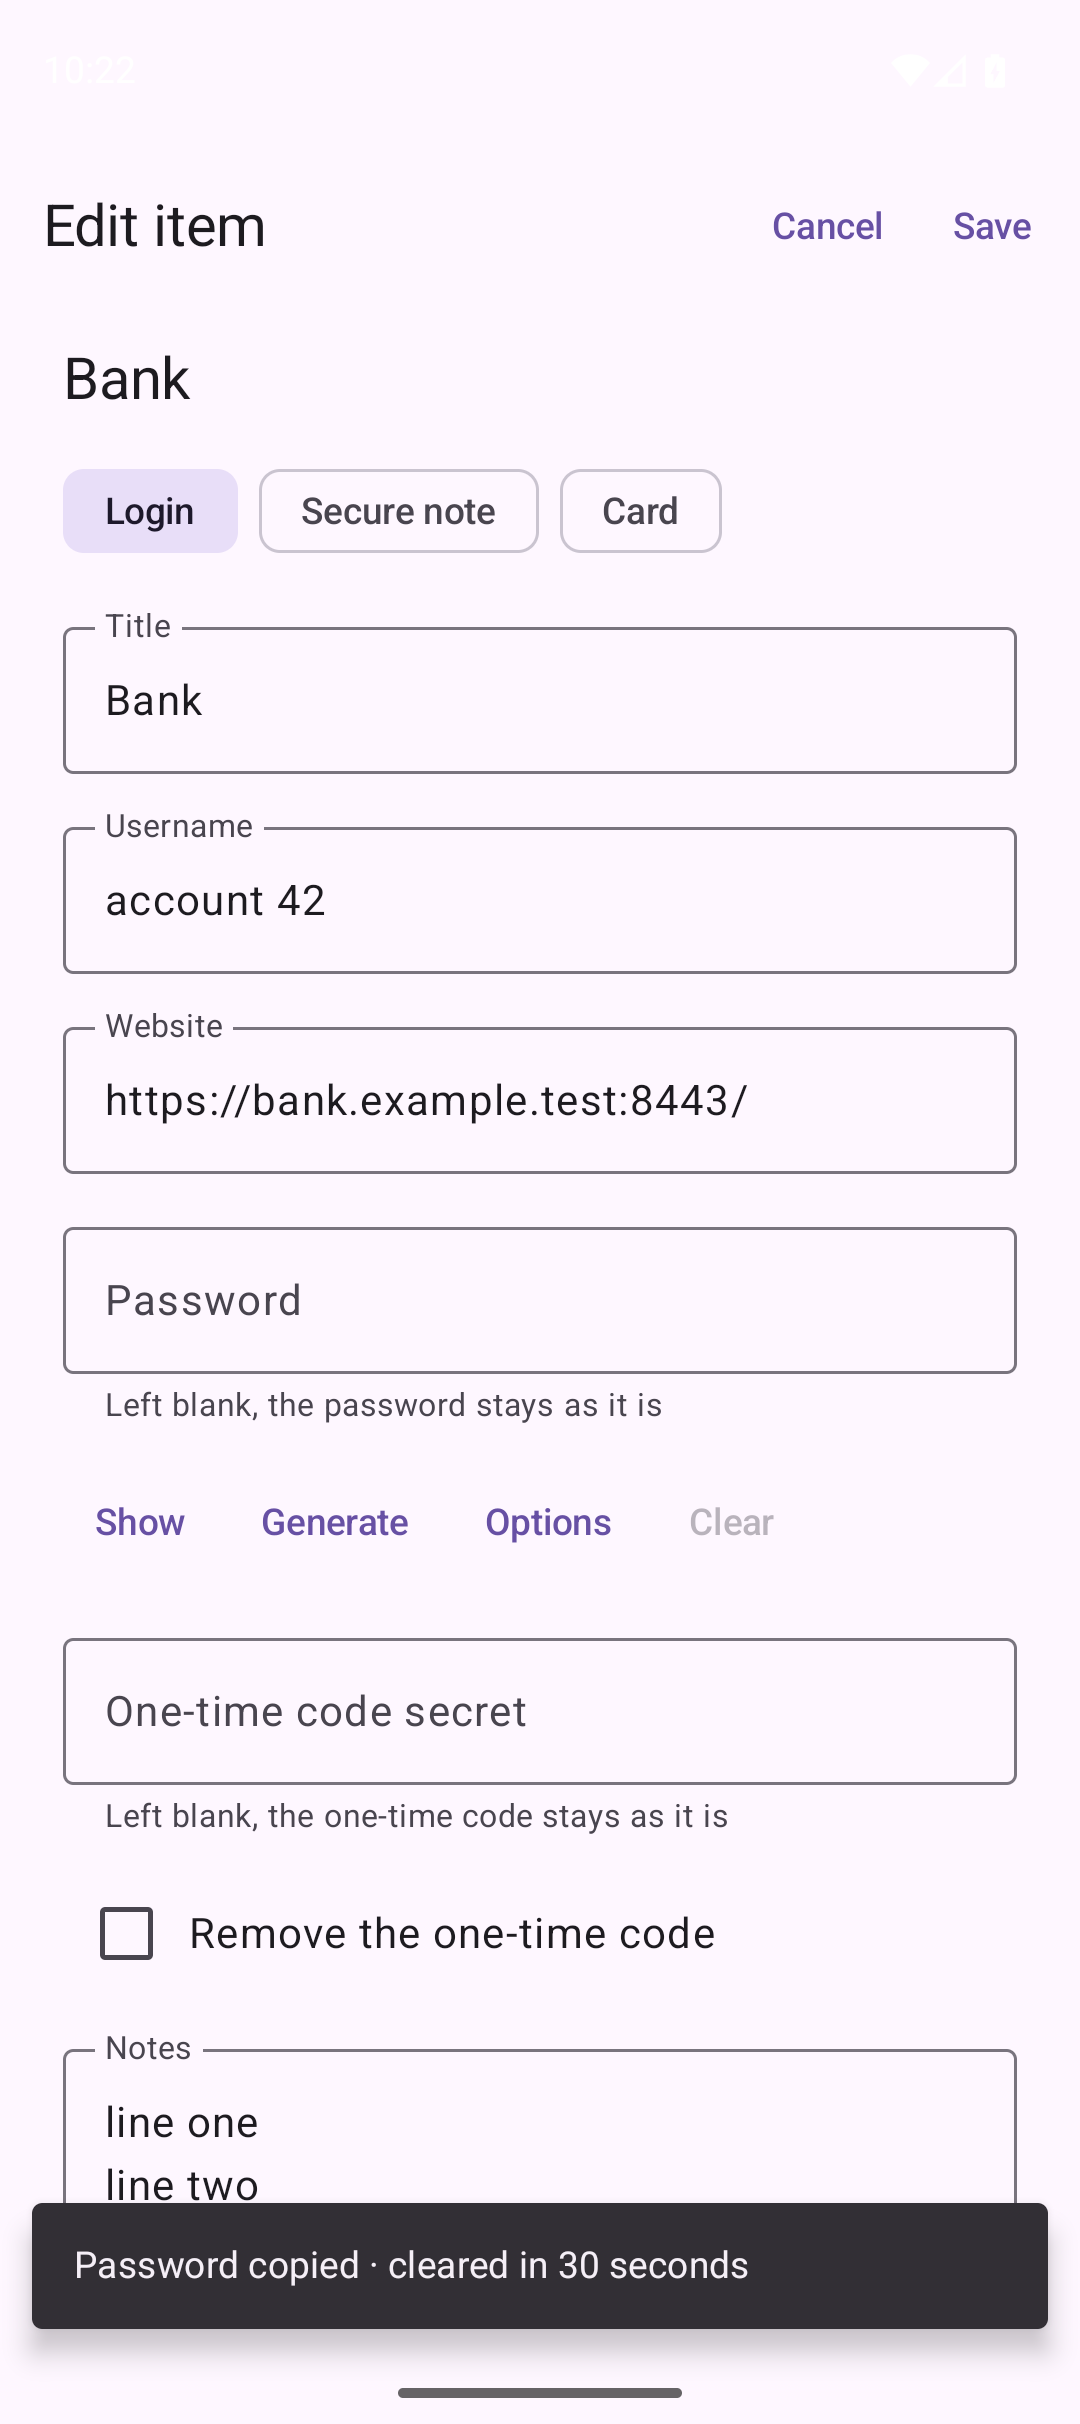 10:22
Edit item
Cancel
Save
Bank
Login
Secure note
Card
Title
Bank
Username
account 42
Website
https://bank.example.test:8443/
Password
Left blank, the password stays as it is
Show
Generate
Options
Clear
One-time code secret
Left blank, the one-time code stays as it is
Remove the one-time code
Notes
line one
line two
Password copied · cleared in 30 seconds